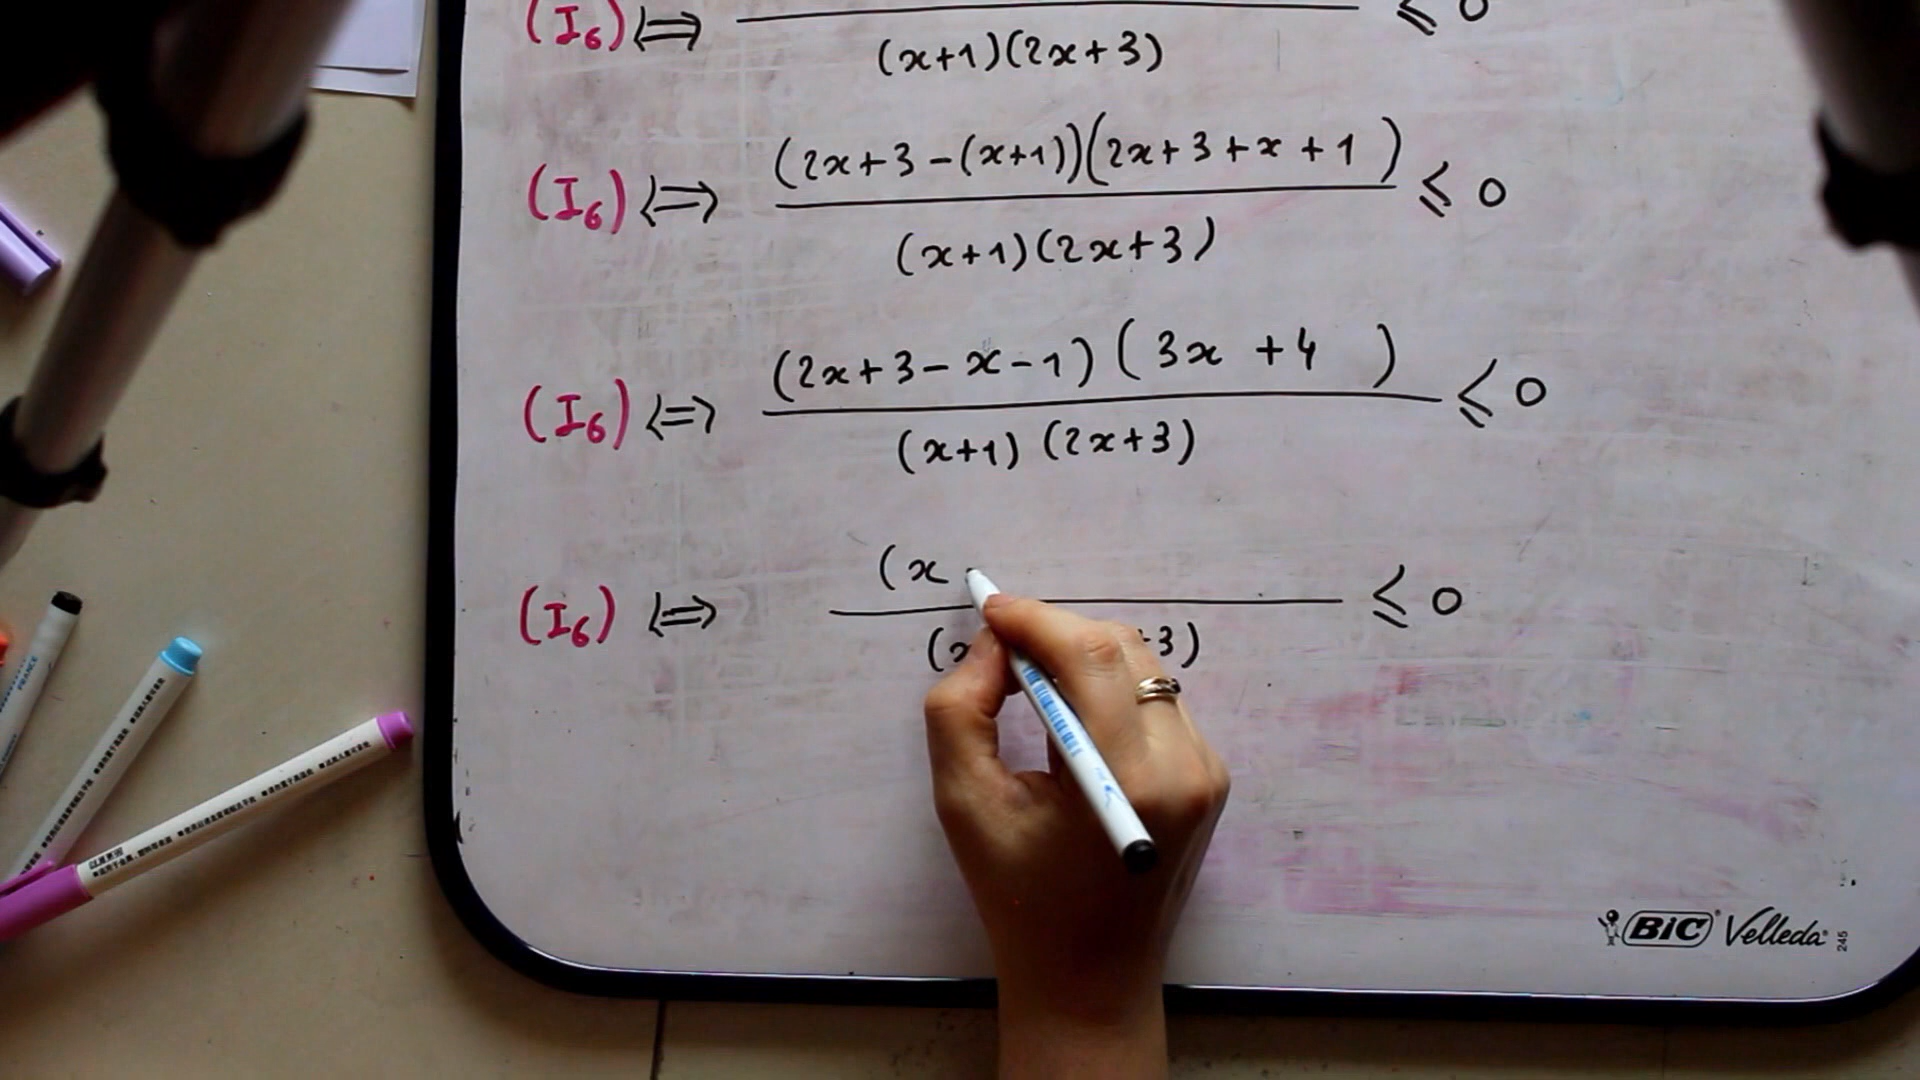 (I₆) ⟺ ――― ≤ 0
(x+1)(2x+3)
(I₆) ⟺ (2x+3-(x+1))(2x+3+x+1) ≤ 0
(x+1)(2x+3)
(I₆) ⟺ (2x+3-x-1)(3x+4) ≤ 0
(x+1)(2x+3)
(I₆) ⟺ (x ≤ 0
(x +3)
FRANCE
BiC Velleda 245